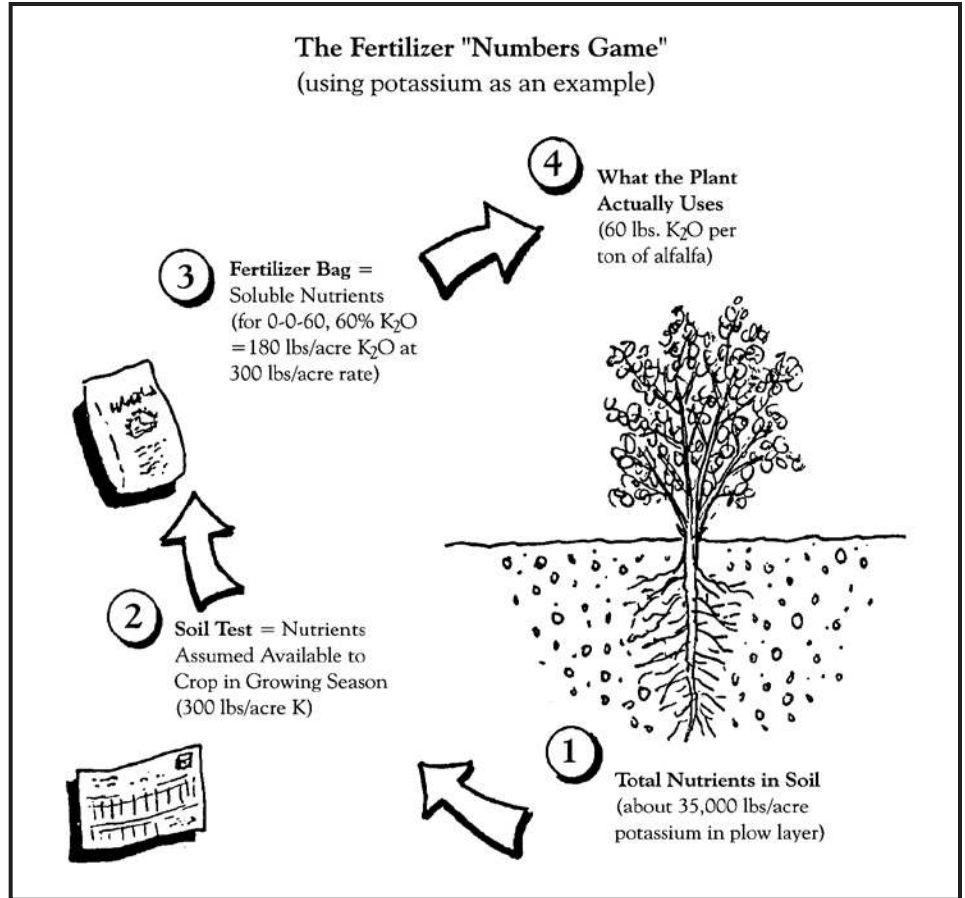 The Fertilizer "Numbers Game"
(using potassium as an example)
4
What the Plant
Actually Uses
(60 lbs. K₂O per
ton of alfalfa)
3
Fertilizer Bag =
Soluble Nutrients
(for 0-0-60, 60% K₂O
=180 lbs/acre K₂O at
300 lbs/acre rate)
2
Soil Test = Nutrients
Assumed Available to
Crop in Growing Season
(300 lbs/acre K)
1
Total Nutrients in Soil
(about 35,000 lbs/acre
potassium in plow layer)